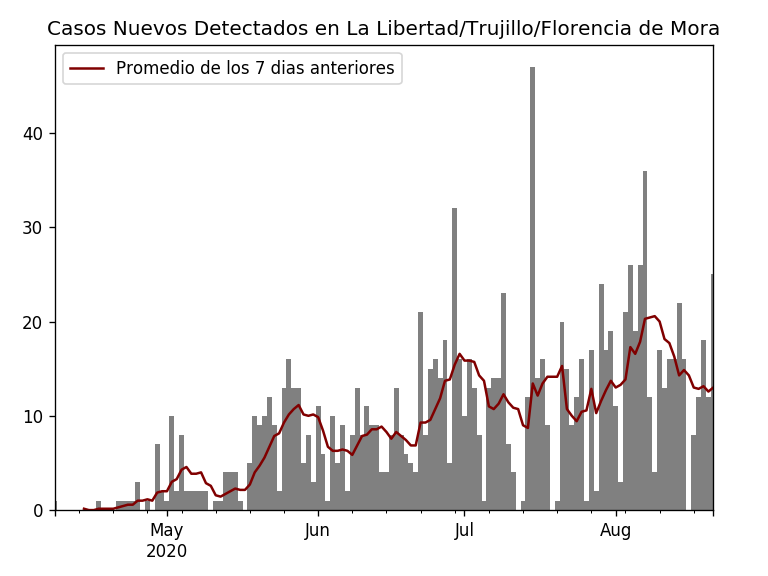 Casos Nuevos Detectados en La Libertad/Trujillo/Florencia de Mora
Promedio de los 7 dias anteriores
40
30
20
10
0
May Jun Jul Aug
2020